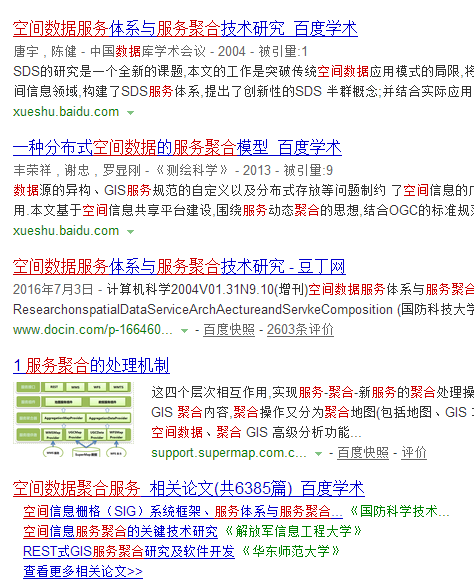 空间数据服务体系与服务聚合技术研究_百度学术
唐宇 , 陈健 - 中国数据库学术会议 - 2004 - 被引量:1
SDS的研究是一个全新的课题,本文的工作是突破传统空间数据应用模式的局限,将
间信息领域,构建了SDS服务体系,提出了创新性的SDS 半群概念;并结合实际应用
xueshu.baidu.com
一种分布式空间数据的服务聚合模型_百度学术
丰荣祥 , 谢忠 , 罗显刚 - 《测绘科学》 - 2013 - 被引量:9
数据源的异构、GIS服务规范的自定义以及分布式存放等问题制约 了空间信息的广
用.本文基于空间信息共享平台建设,围绕服务动态聚合的思想,结合OGC的标准规范
xueshu.baidu.com
空间数据服务体系与服务聚合技术研究 - 豆丁网
2016年7月3日 - 计算机科学2004V01.31N9.10(增刊)空间数据服务体系与服务聚合
ResearchonspatialDataServiceArchAectureandServkeComposition (国防科技大学
www.docin.com/p-166460... - 百度快照 - 2603条评价
1 服务聚合的处理机制
这四个层次相互作用,实现服务-聚合-新服务的聚合处理操
GIS 聚合内容,聚合操作又分为聚合地图(包括地图、GIS
空间数据、聚合 GIS 高级分析功能...
support.supermap.com.c... - 百度快照 - 评价
空间数据聚合服务_相关论文(共6385篇)_百度学术
空间信息栅格（SIG）系统框架、服务体系与服务聚合... 《国防科学技术...
空间信息服务聚合的关键技术研究 《解放军信息工程大学》
REST式GIS服务聚合研究及软件开发 《华东师范大学》
查看更多相关论文>>